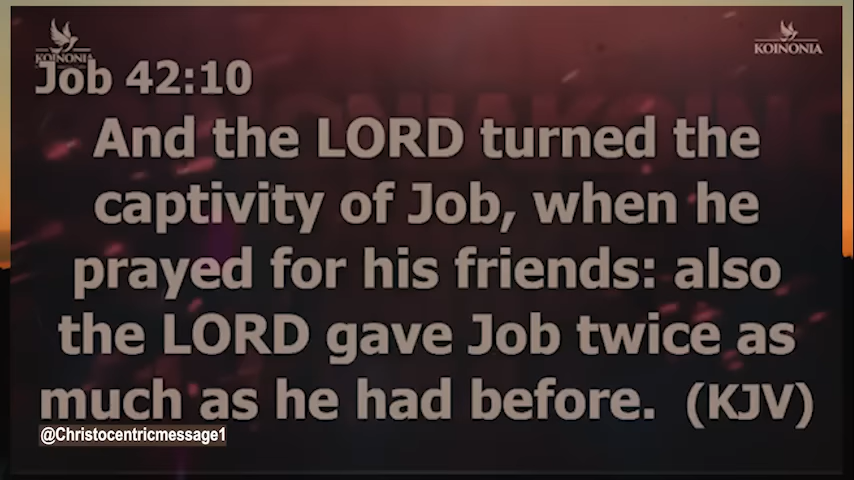 KOINONIA
KOINONIA
Job 42:10
And the LORD turned the
captivity of Job, when he
prayed for his friends: also
the LORD gave Job twice as
much as he had before. (KJV)
@Christocentricmessage1